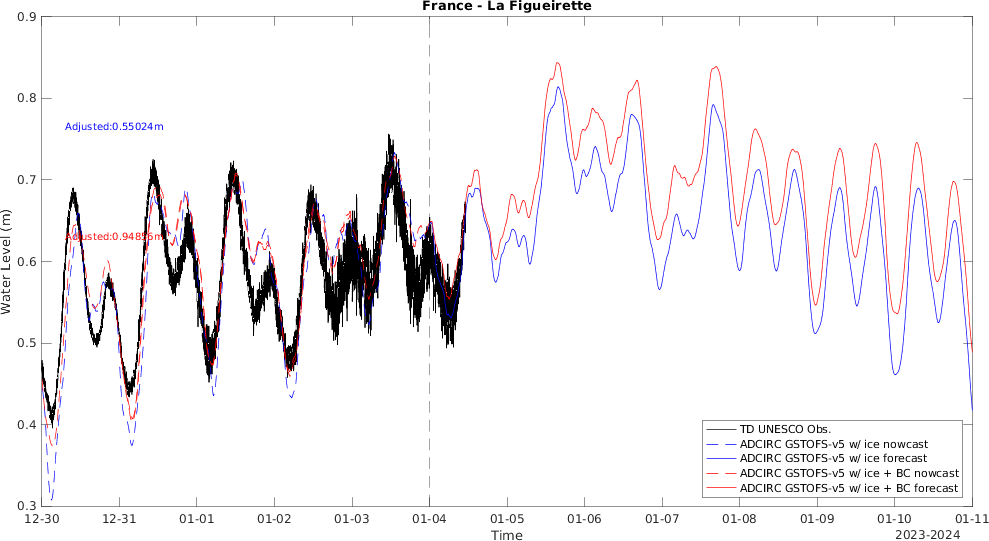 France - La Figueirette
0.9
0.8
0.7
0.6
0.5
0.4
0.3
Water Level (m)
Adjusted:0.55024m
TD UNESCO Obs.
ADCIRC GSTOFS-v5 w/ ice nowcast
ADCIRC GSTOFS-v5 w/ ice forecast
ADCIRC GSTOFS-v5 w/ ice + BC nowcast
ADCIRC GSTOFS-v5 w/ ice + BC forecast
12-30 12-31 01-01 01-02 01-03 01-04 01-05 01-06 01-07 01-08 01-09 01-10 01-11
2023-2024
Time